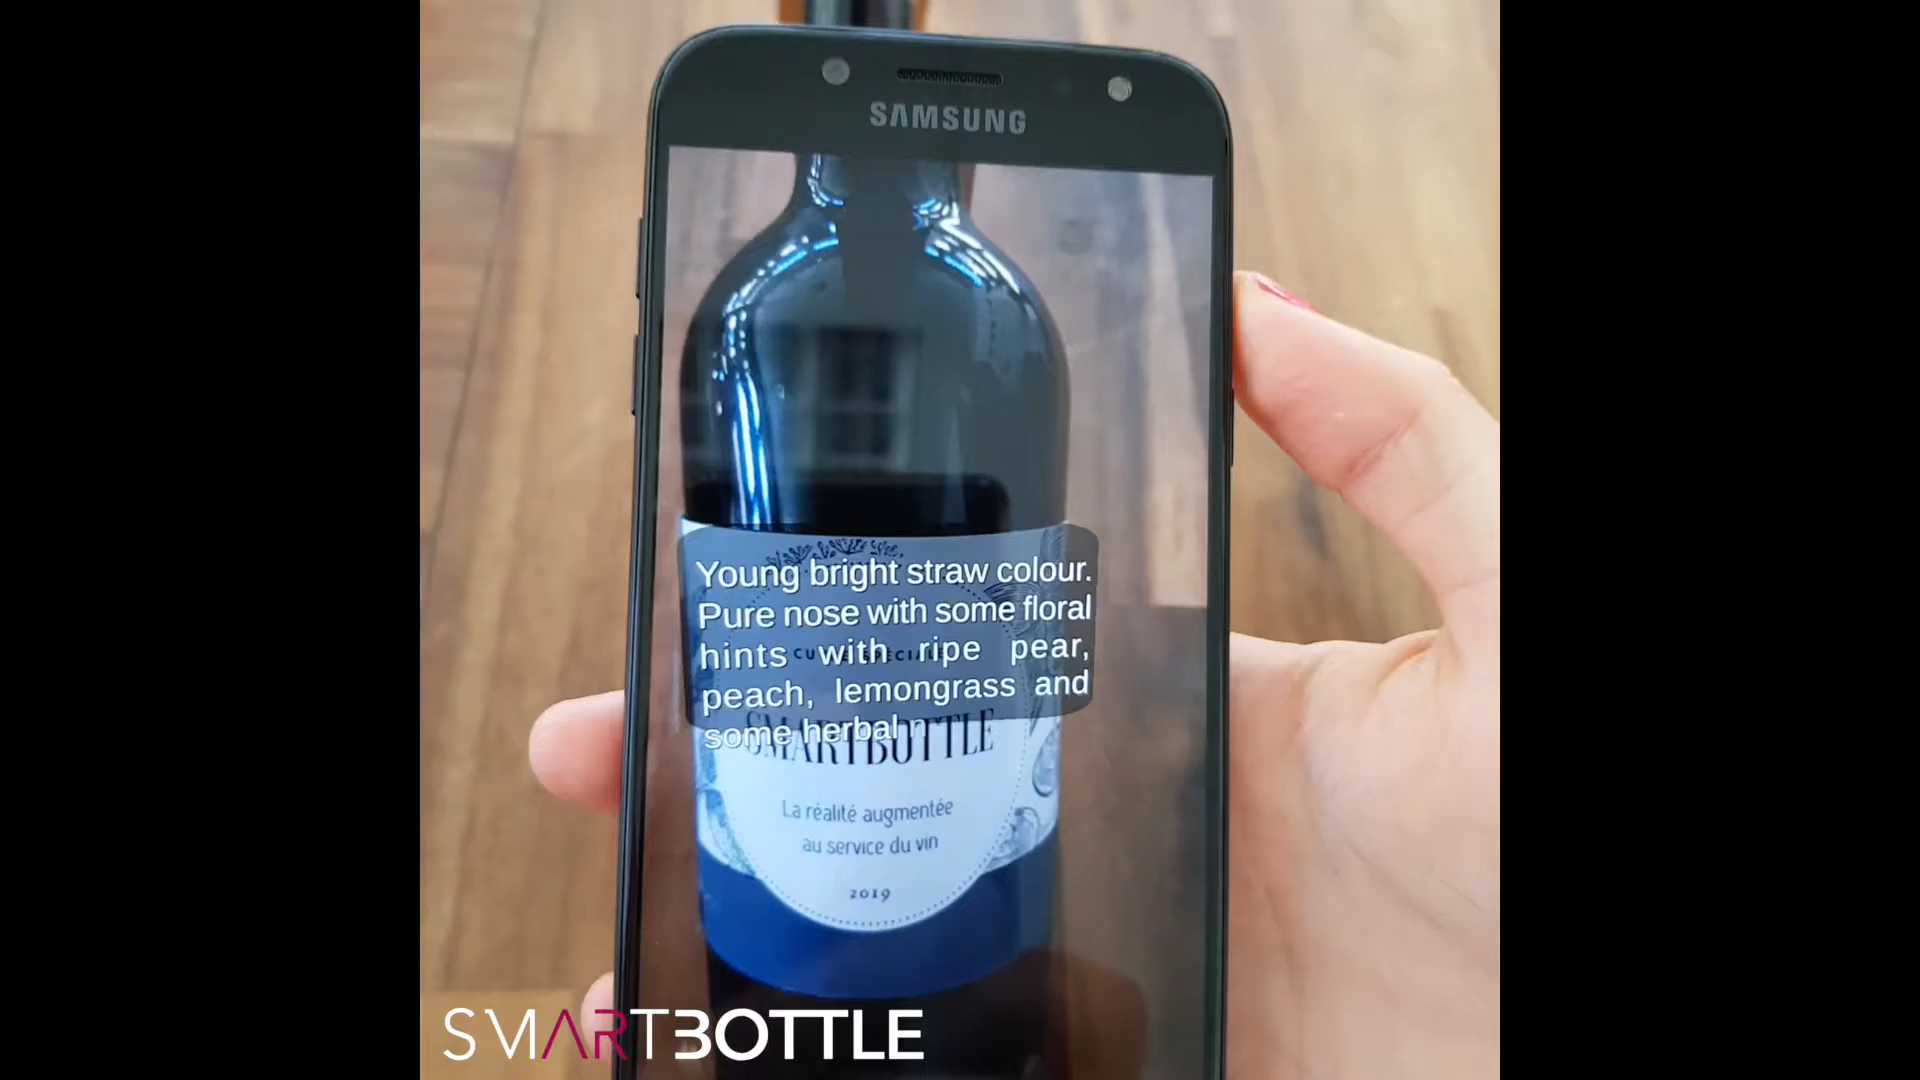 SAMSUNG
Young bright straw colour.
Pure nose with some floral
hints with ripe pear,
peach, lemongrass and
some herbal n
SMARTBOTTLE
La réalité augmentée
au service du vin
2019
SMARTBOTTLE